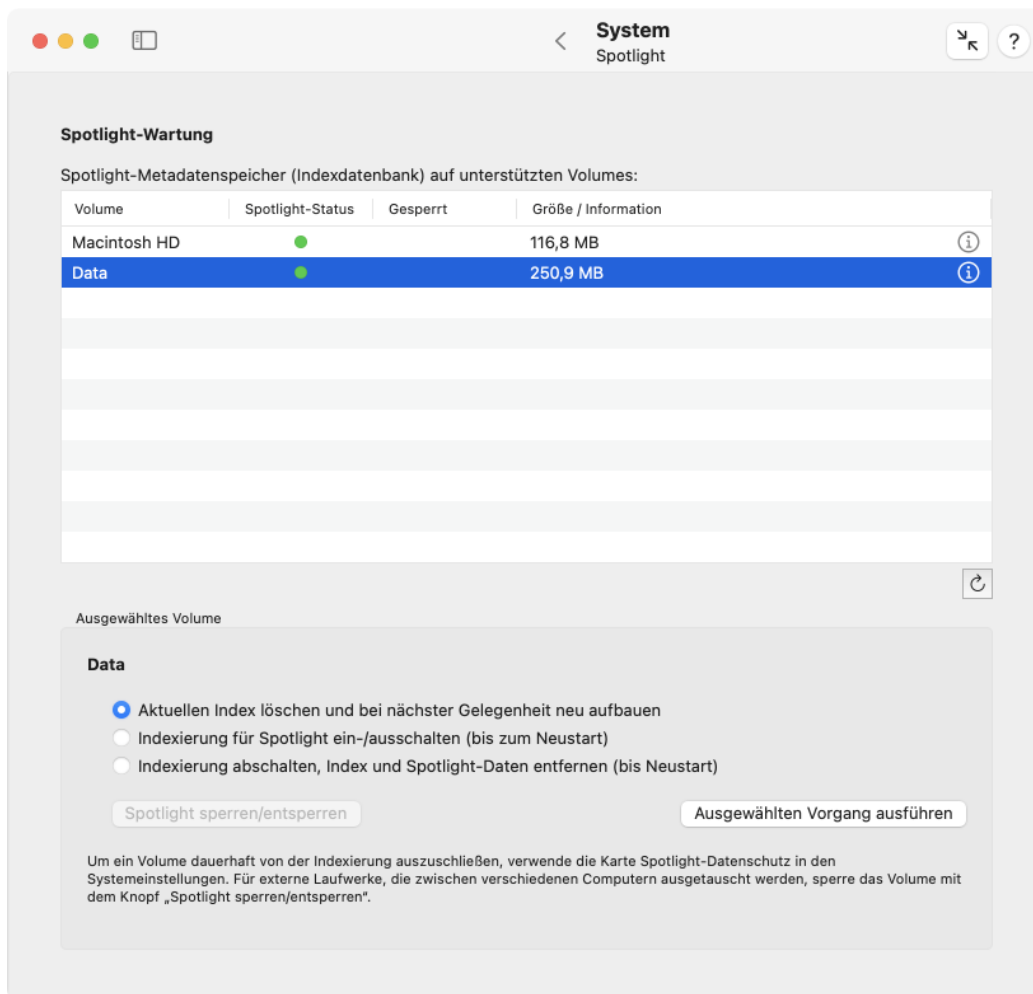 System
Spotlight
?
Spotlight-Wartung
Spotlight-Metadatenspeicher (Indexdatenbank) auf unterstützten Volumes:
Volume Spotlight-Status Gesperrt Größe / Information
Macintosh HD 116,8 MB
Data 250,9 MB
Ausgewähltes Volume
Data
Aktuellen Index löschen und bei nächster Gelegenheit neu aufbauen
Indexierung für Spotlight ein-/ausschalten (bis zum Neustart)
Indexierung abschalten, Index und Spotlight-Daten entfernen (bis Neustart)
Spotlight sperren/entsperren Ausgewählten Vorgang ausführen
Um ein Volume dauerhaft von der Indexierung auszuschließen, verwende die Karte Spotlight-Datenschutz in den
Systemeinstellungen. Für externe Laufwerke, die zwischen verschiedenen Computern ausgetauscht werden, sperre das Volume mit
dem Knopf „Spotlight sperren/entsperren“.